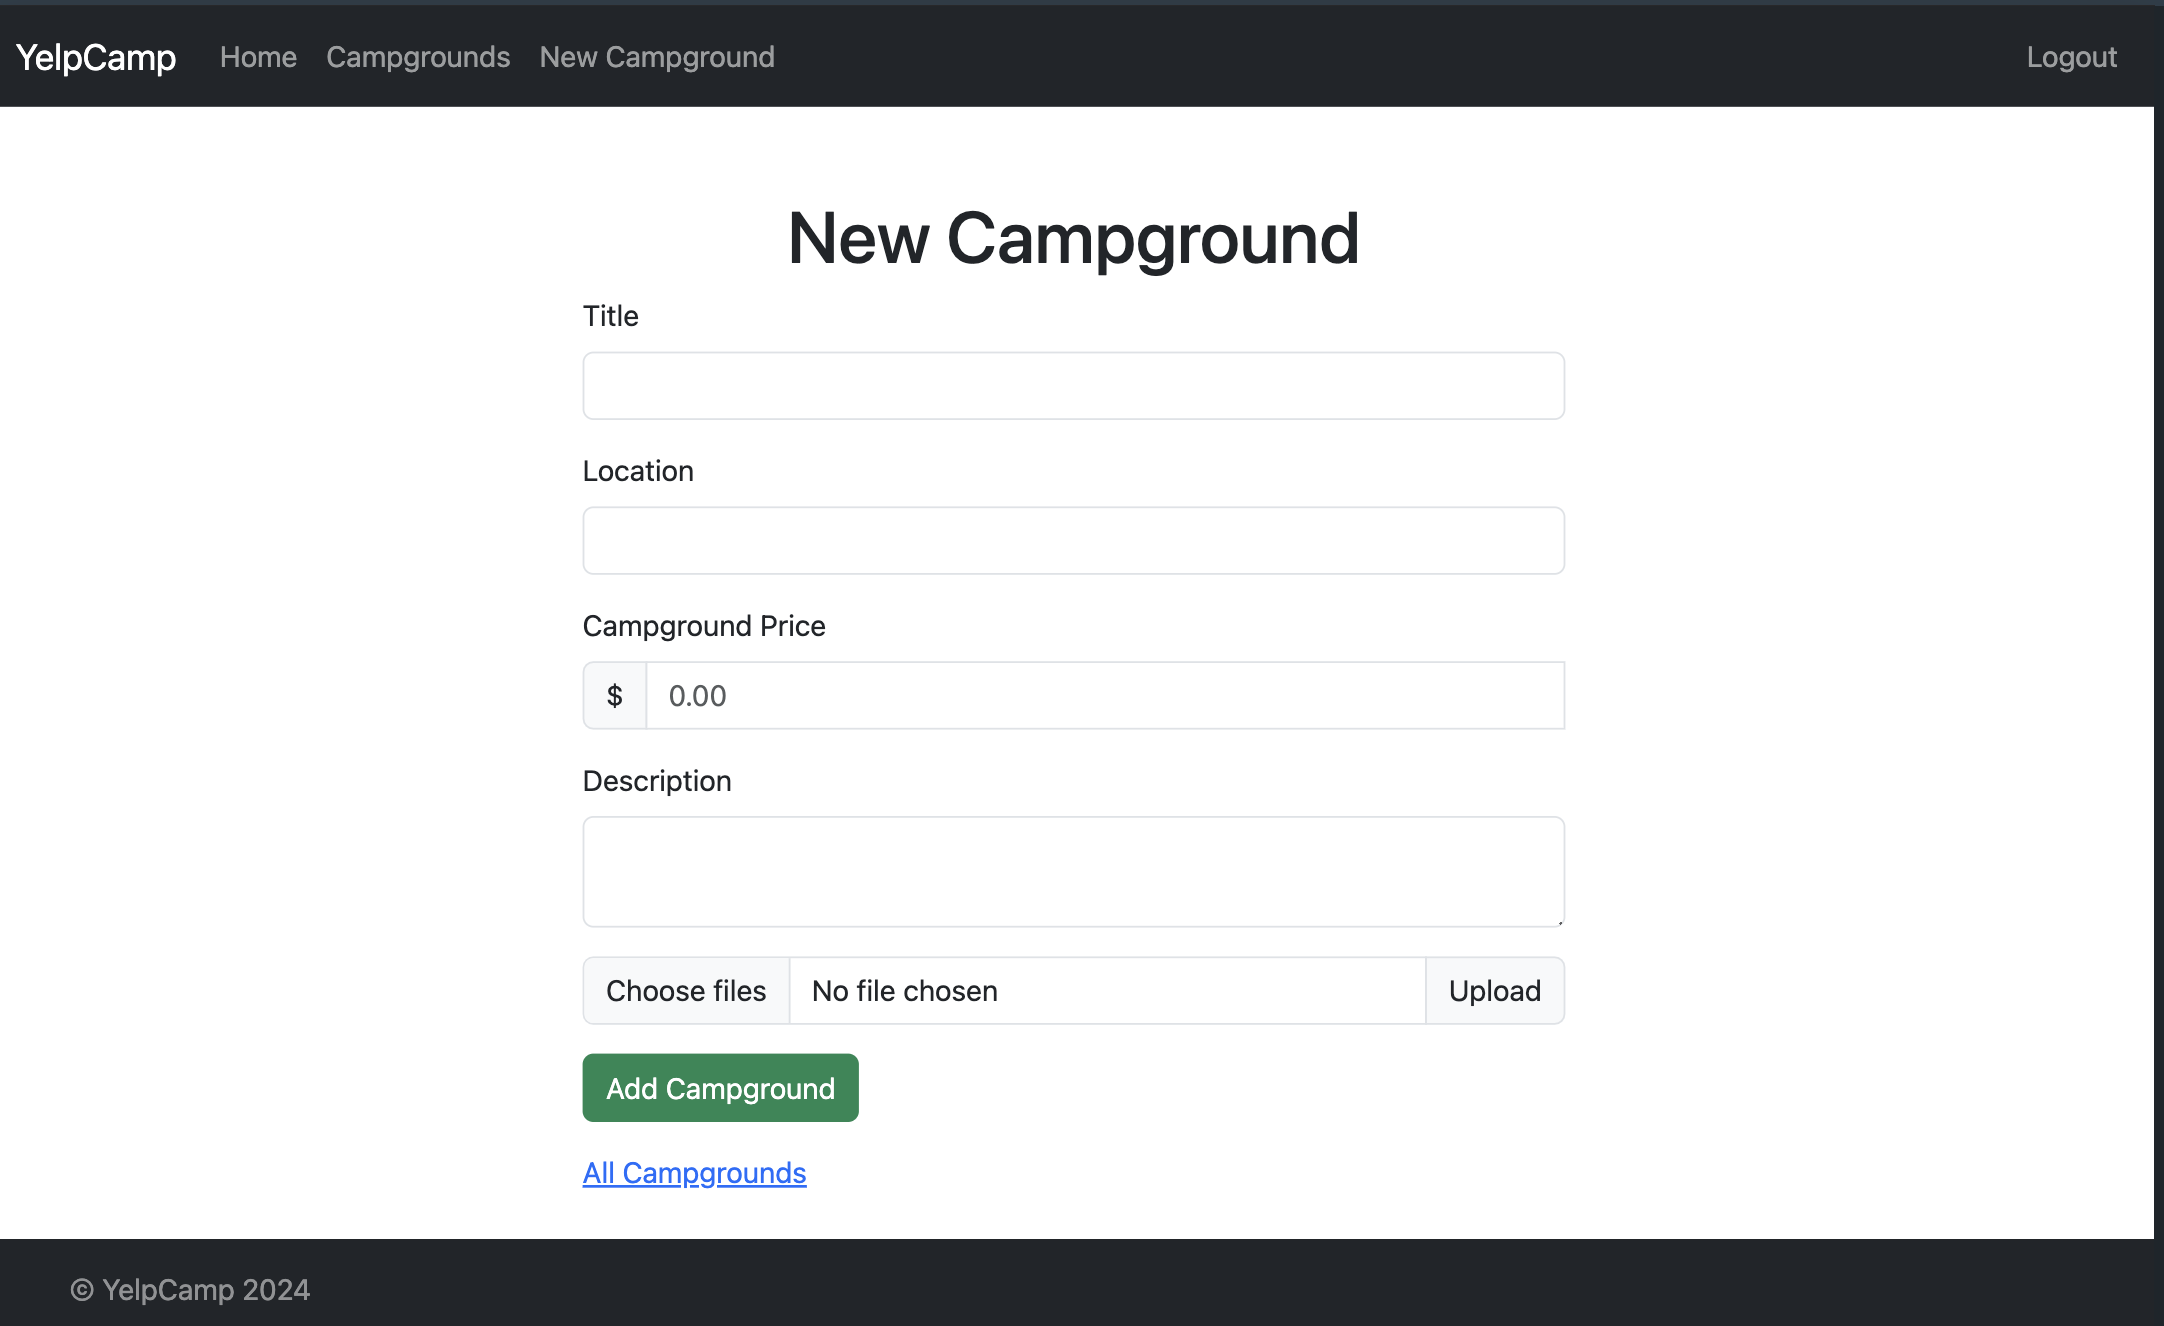 YelpCamp Home Campgrounds New Campground Logout
New Campground
Title
Location
Campground Price
$ 0.00
Description
Choose files No file chosen Upload
Add Campground
All Campgrounds
© YelpCamp 2024